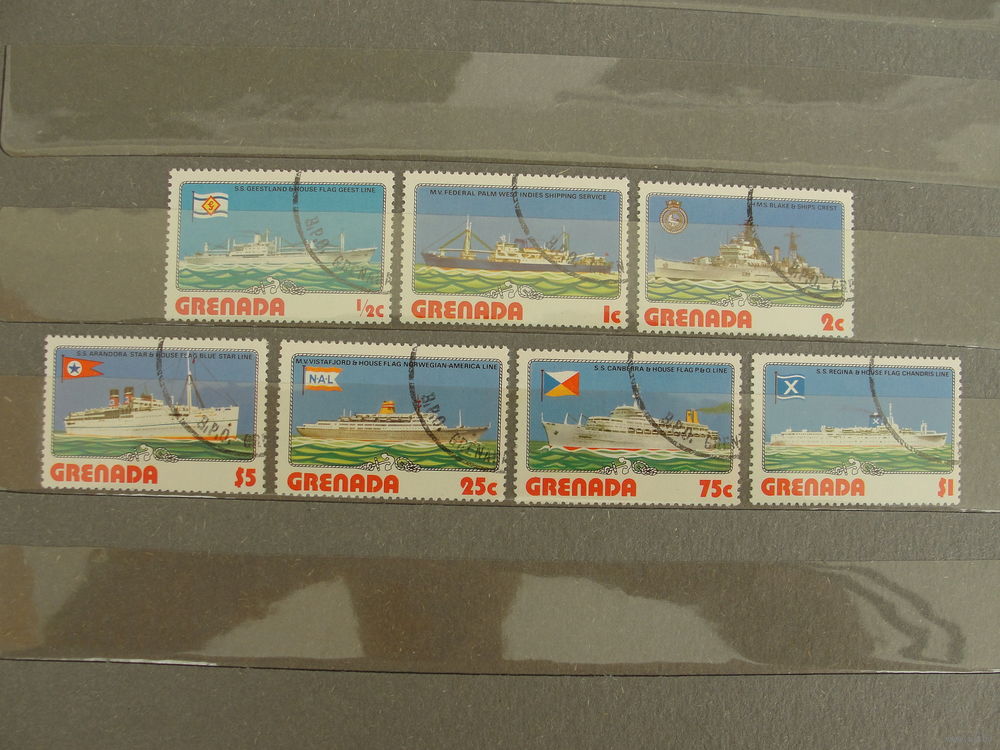 S.S. GEESTLAND & HOUSE FLAG GEEST LINE
B.P.O.
GRENADA 1/2c
M.V. FEDERAL PALM WEST INDIES SHIPPING SERVICE
B.P.O.
GRENADA 1c
H.M.S. BLAKE & SHIPS CREST
GRENADA 2c
S.S. ARANDORA STAR & HOUSE FLAG BLUE STAR LINE
B.P.O.
GRENADA $5
M.V. VISTAFJORD & HOUSE FLAG NORWEGIAN-AMERICA LINE
N·A·L
B.P.O.
GRENADA 25c
S.S. CANBERRA & HOUSE FLAG P&O. LINE
B.P.O.
GRENADA 75c
S.S. REGINA & HOUSE FLAG CHANDRIS LINE
X
GRENADA $1